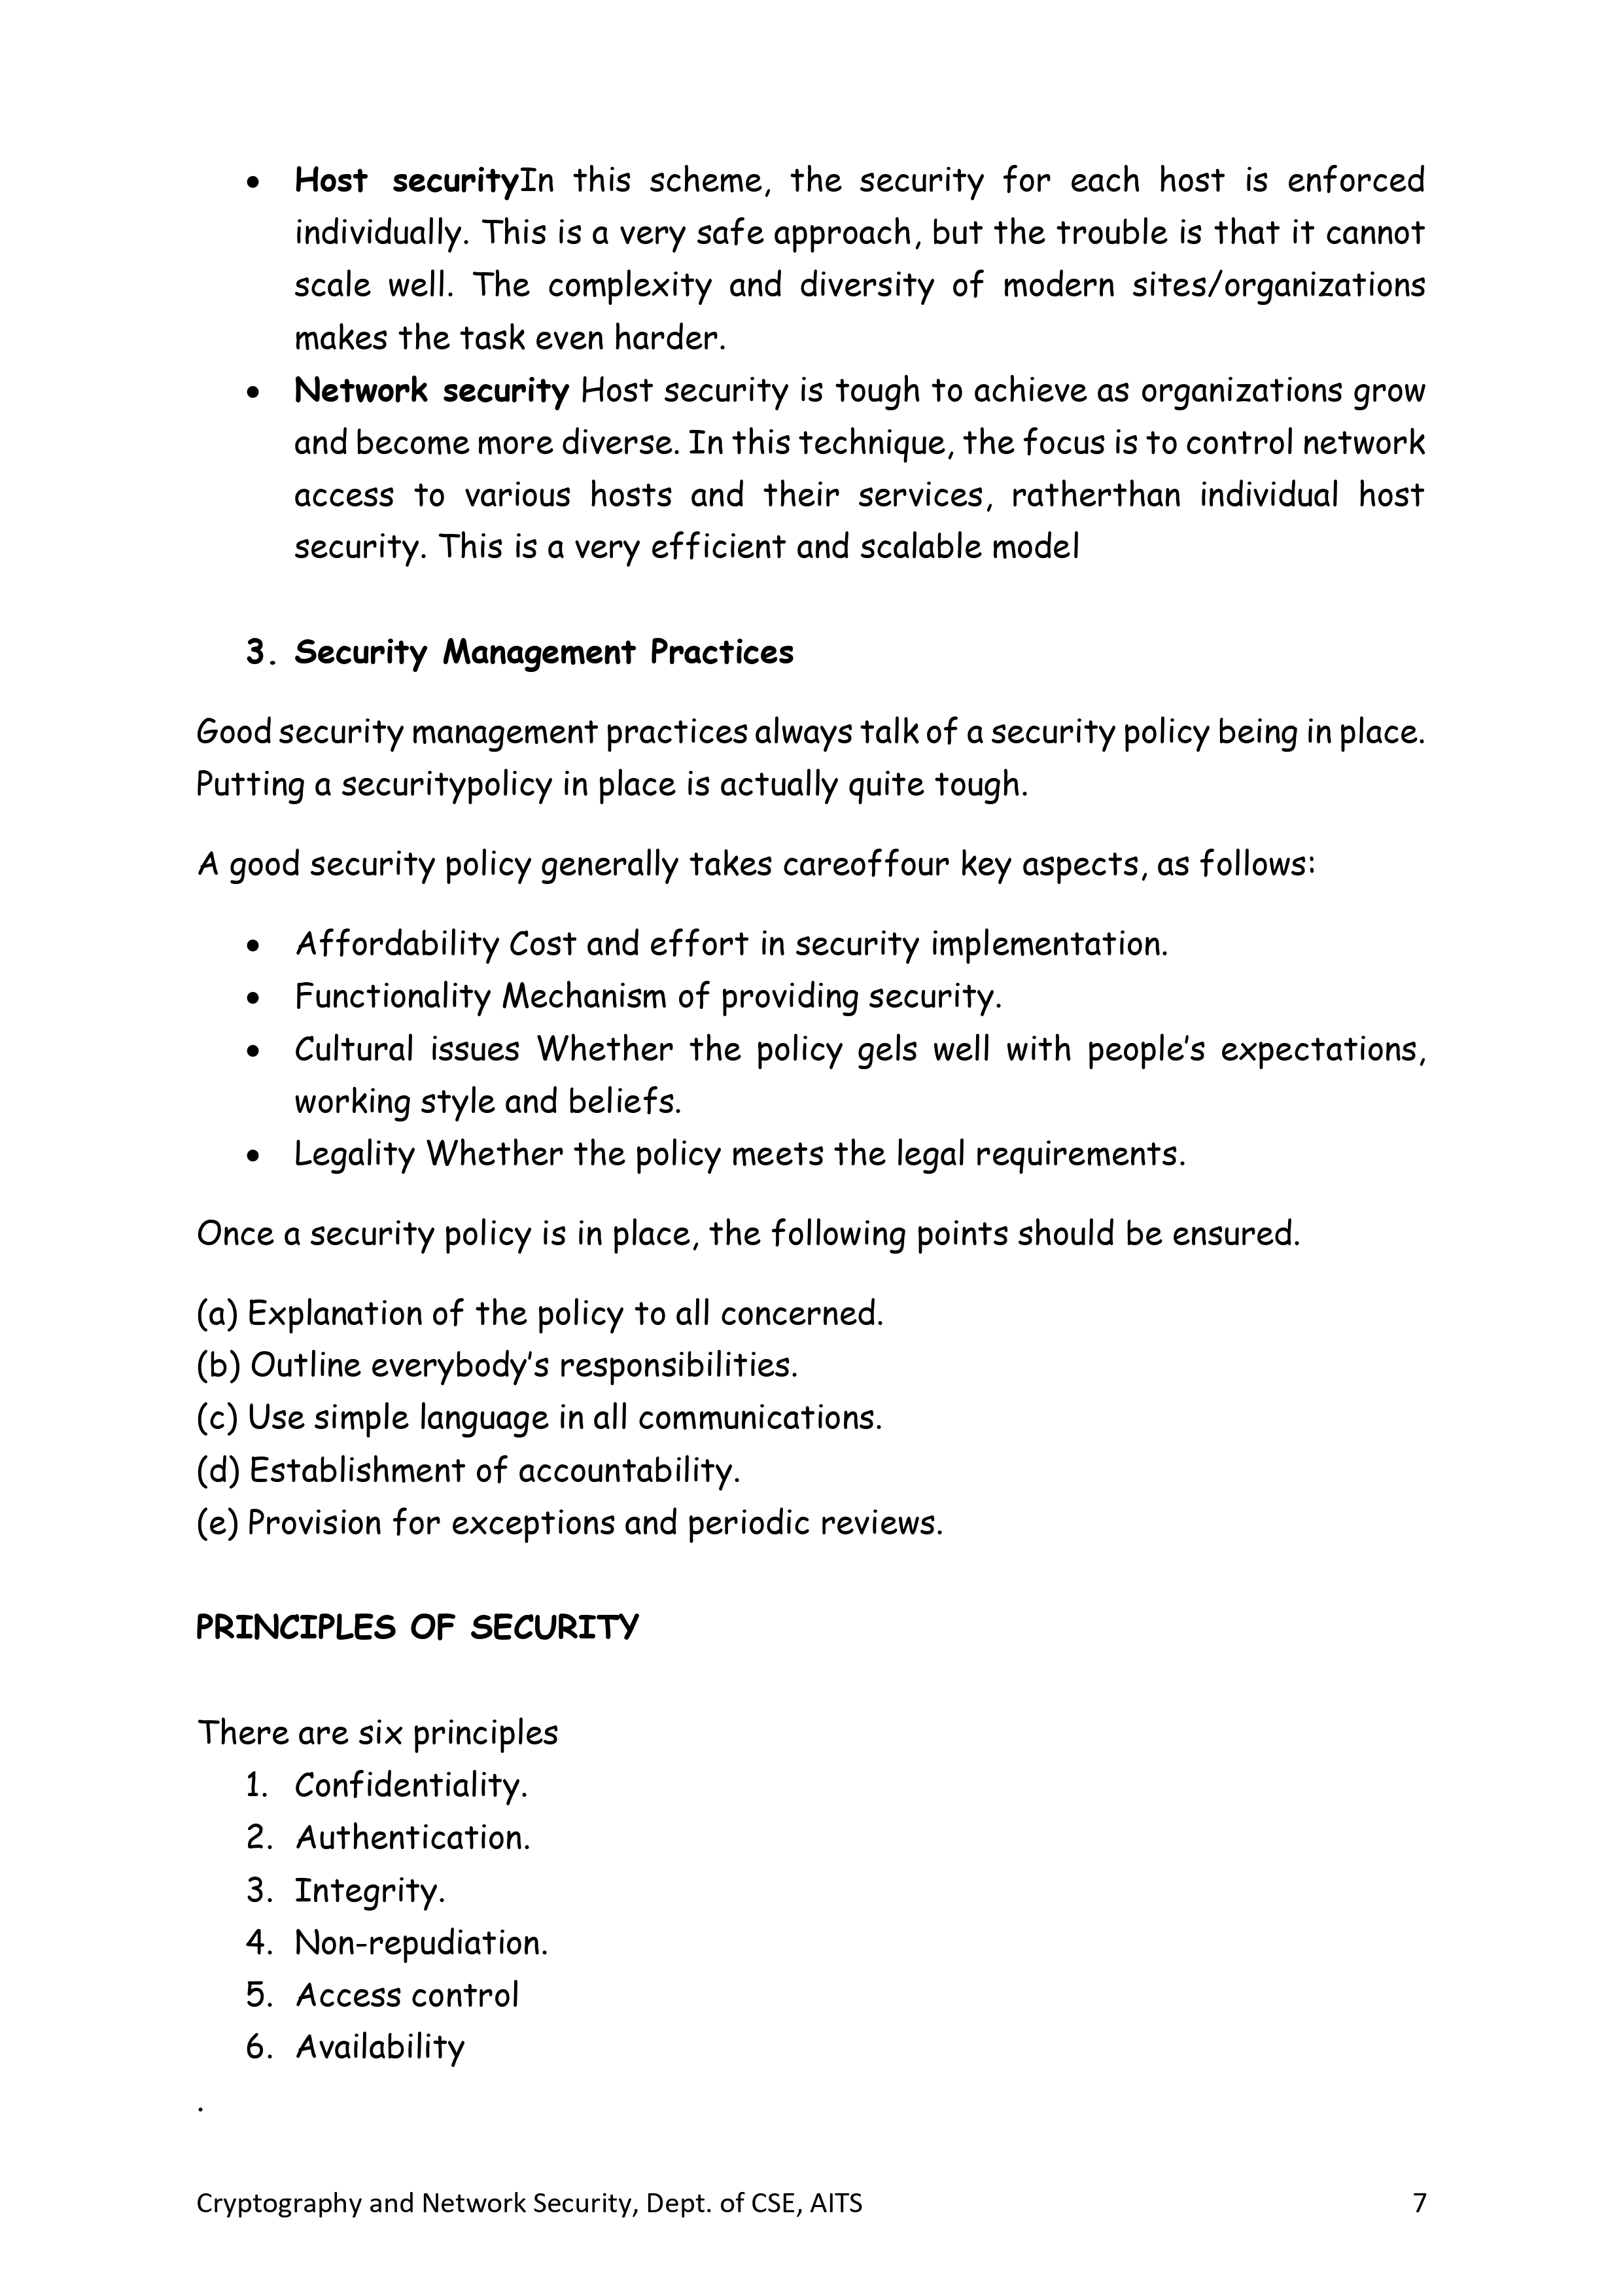 • Host securityIn this scheme, the security for each host is enforced
individually. This is a very safe approach, but the trouble is that it cannot
scale well. The complexity and diversity of modern sites/organizations
makes the task even harder.
• Network security Host security is tough to achieve as organizations grow
and become more diverse. In this technique, the focus is to control network
access to various hosts and their services, ratherthan individual host
security. This is a very efficient and scalable model
3. Security Management Practices
Good security management practices always talk of a security policy being in place.
Putting a securitypolicy in place is actually quite tough.
A good security policy generally takes careoffour key aspects, as follows:
• Affordability Cost and effort in security implementation.
• Functionality Mechanism of providing security.
• Cultural issues Whether the policy gels well with people’s expectations,
working style and beliefs.
• Legality Whether the policy meets the legal requirements.
Once a security policy is in place, the following points should be ensured.
(a) Explanation of the policy to all concerned.
(b) Outline everybody’s responsibilities.
(c) Use simple language in all communications.
(d) Establishment of accountability.
(e) Provision for exceptions and periodic reviews.
PRINCIPLES OF SECURITY
There are six principles
1. Confidentiality.
2. Authentication.
3. Integrity.
4. Non-repudiation.
5. Access control
6. Availability
.
Cryptography and Network Security, Dept. of CSE, AITS 7